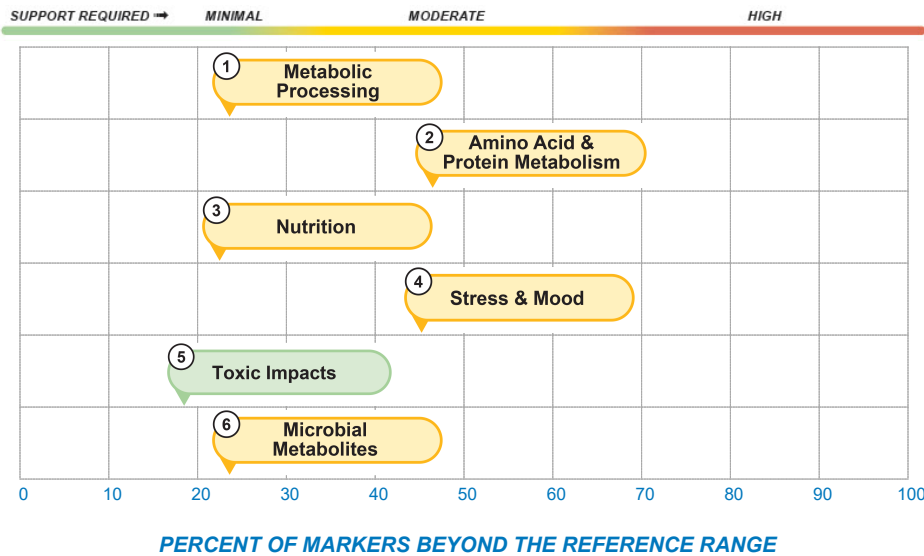 SUPPORT REQUIRED ➟ MINIMAL MODERATE HIGH
1 Metabolic
Processing
2 Amino Acid &
Protein Metabolism
3 Nutrition
4 Stress & Mood
5 Toxic Impacts
6 Microbial
Metabolites
0 10 20 30 40 50 60 70 80 90 100
PERCENT OF MARKERS BEYOND THE REFERENCE RANGE